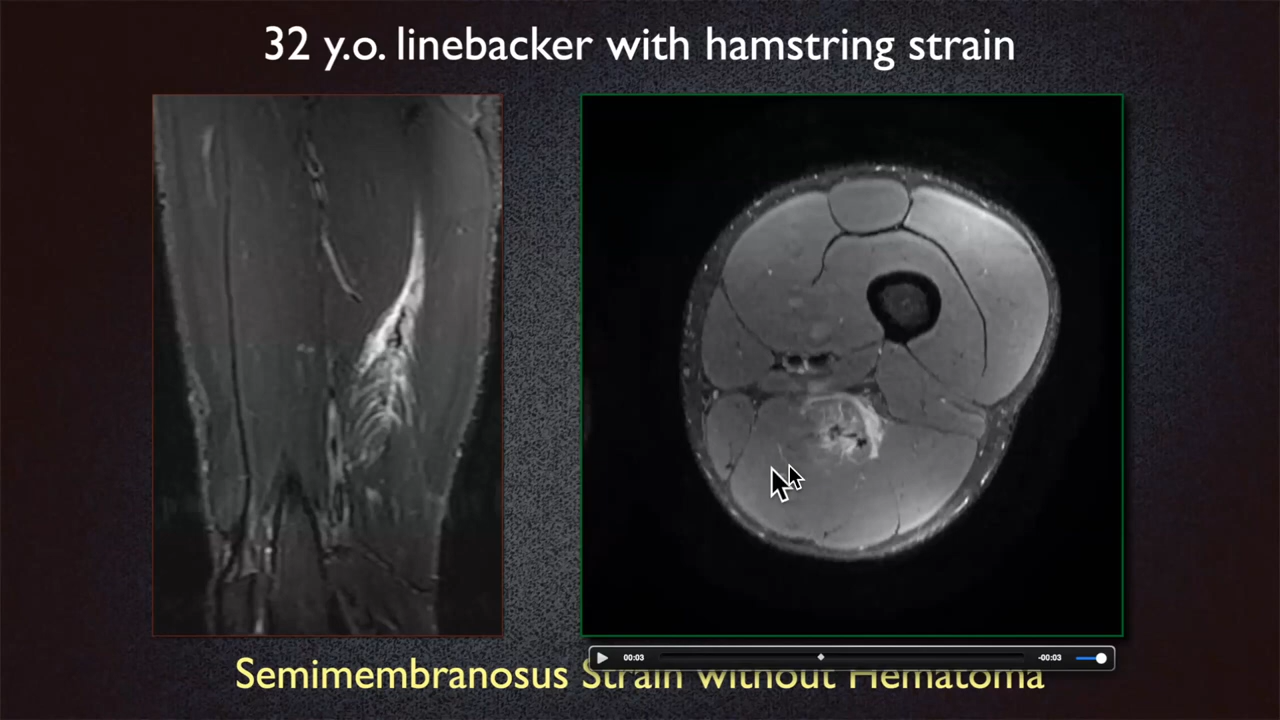 32 y.o. linebacker with hamstring strain
00:03
-00:03
Semimembranosus Strain without Hematoma